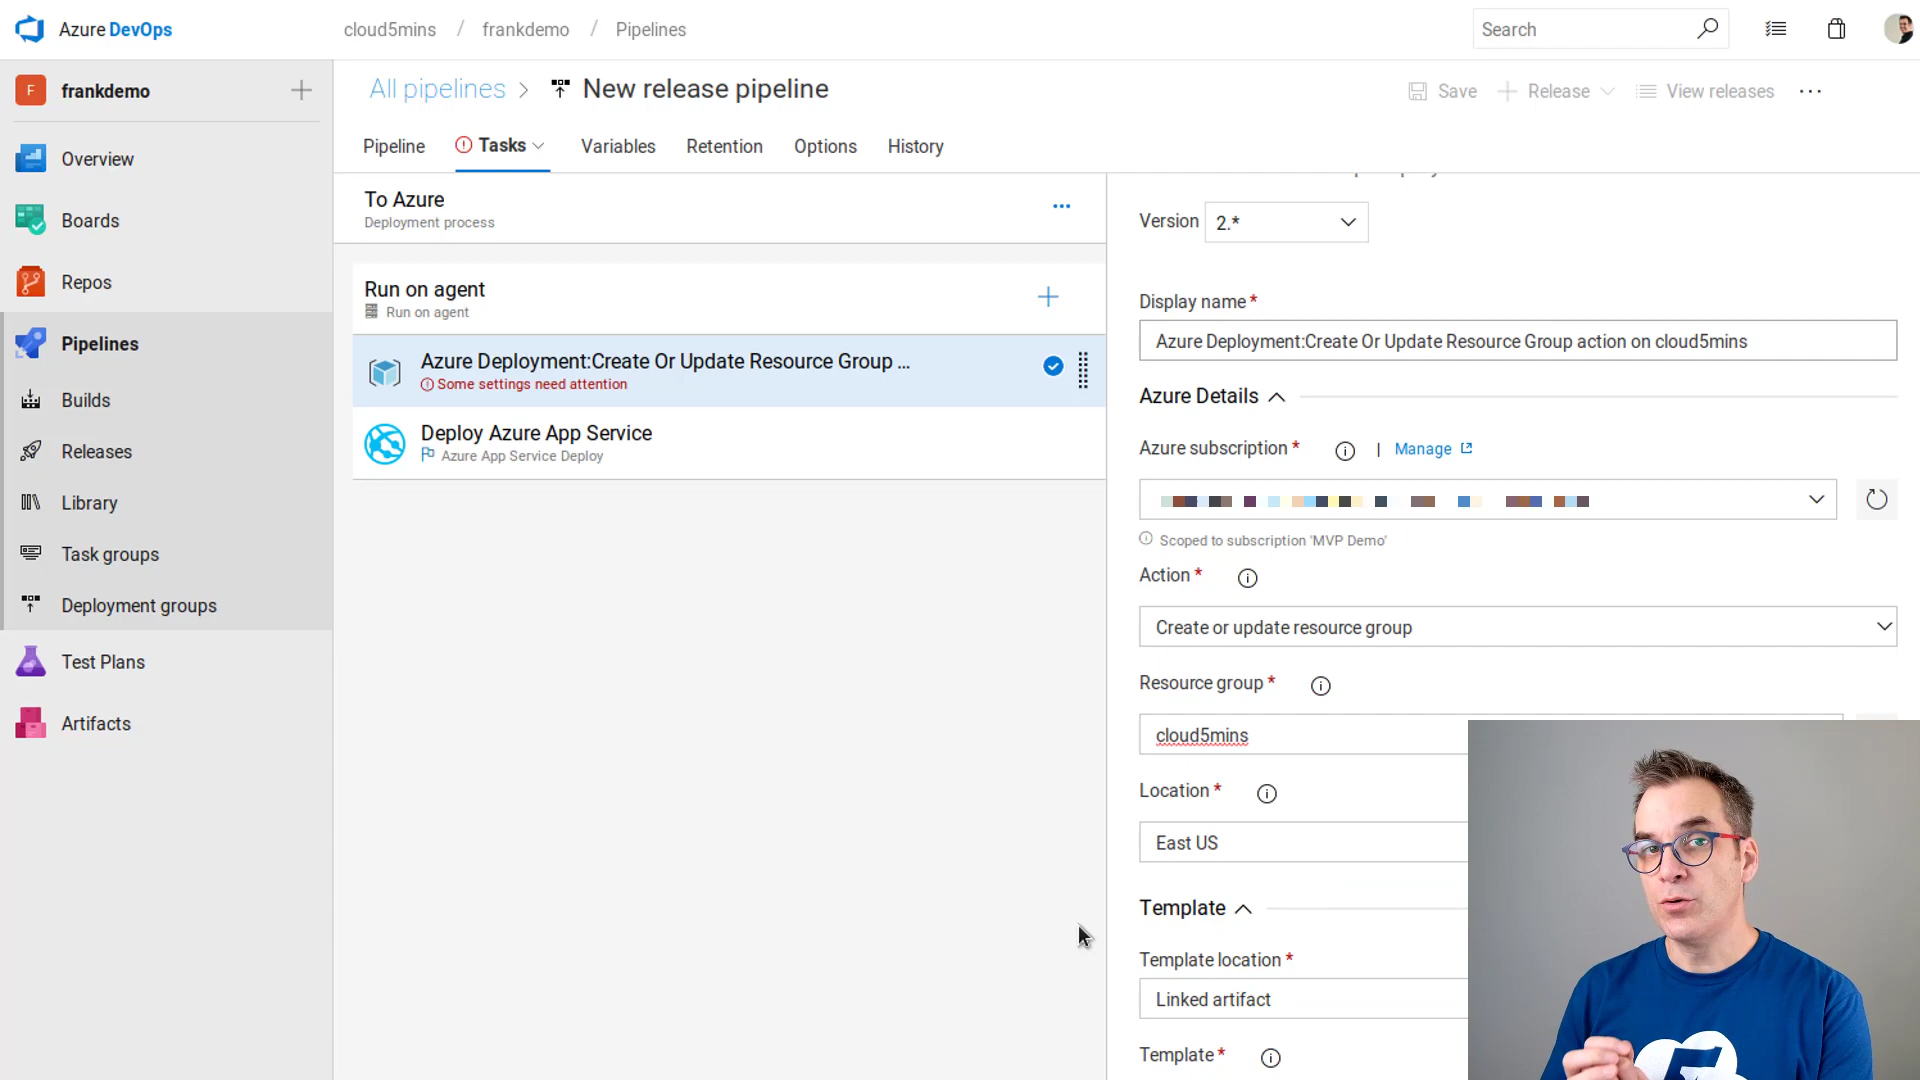 Azure DevOps
cloud5mins / frankdemo / Pipelines
Search
F frankdemo
Overview
Boards
Repos
Pipelines
Builds
Releases
Library
Task groups
Deployment groups
Test Plans
Artifacts
All pipelines > New release pipeline
Save
Release
View releases
Pipeline
Tasks
Variables
Retention
Options
History
To Azure
Deployment process
Run on agent
Run on agent
Azure Deployment:Create Or Update Resource Group ...
Some settings need attention
Deploy Azure App Service
Azure App Service Deploy
Version 2.*
Display name *
Azure Deployment:Create Or Update Resource Group action on cloud5mins
Azure Details
Azure subscription * | Manage
Scoped to subscription 'MVP Demo'
Action *
Create or update resource group
Resource group *
cloud5mins
Location *
East US
Template
Template location *
Linked artifact
Template *